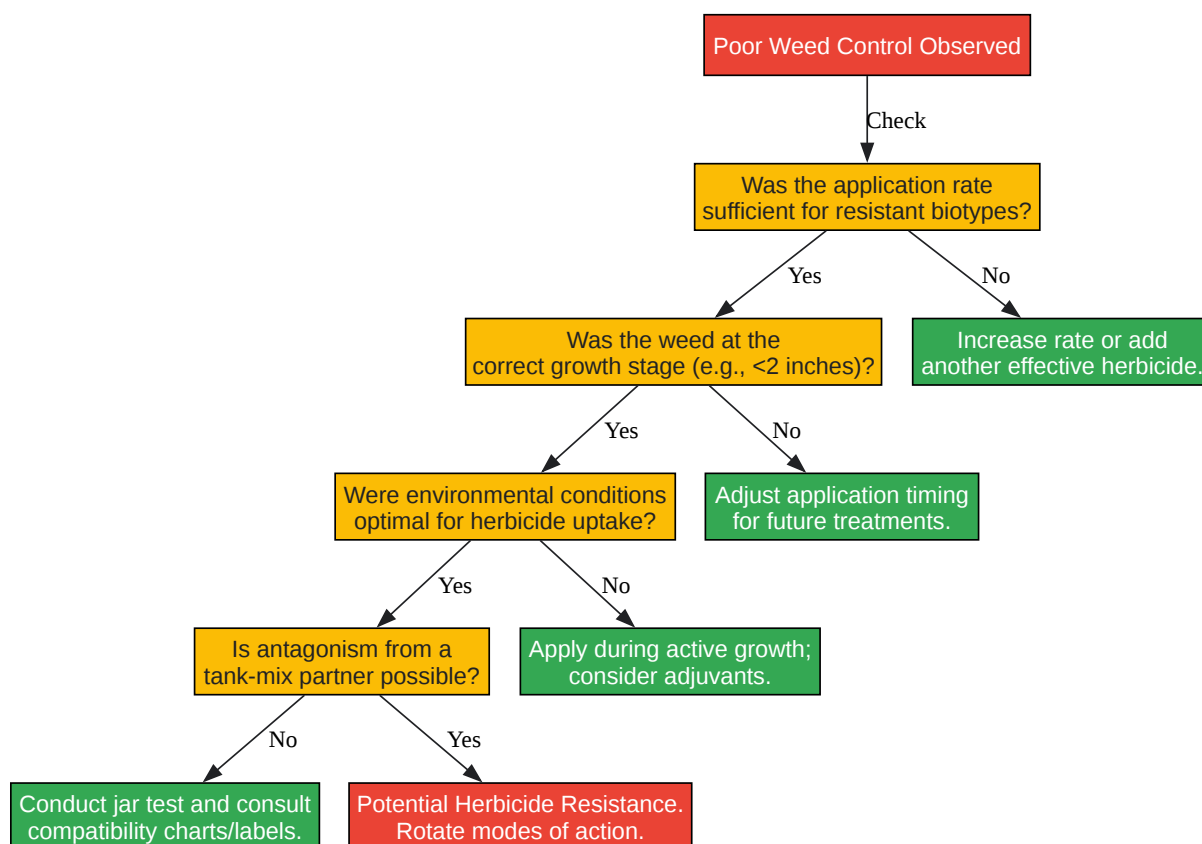 Poor Weed Control Observed
Check
Was the application rate
sufficient for resistant biotypes?
Yes
No
Was the weed at the
correct growth stage (e.g., <2 inches)?
Increase rate or add
another effective herbicide.
Yes
No
Were environmental conditions
optimal for herbicide uptake?
Adjust application timing
for future treatments.
Yes
No
Is antagonism from a
tank-mix partner possible?
Apply during active growth;
consider adjuvants.
No
Yes
Conduct jar test and consult
compatibility charts/labels.
Potential Herbicide Resistance.
Rotate modes of action.